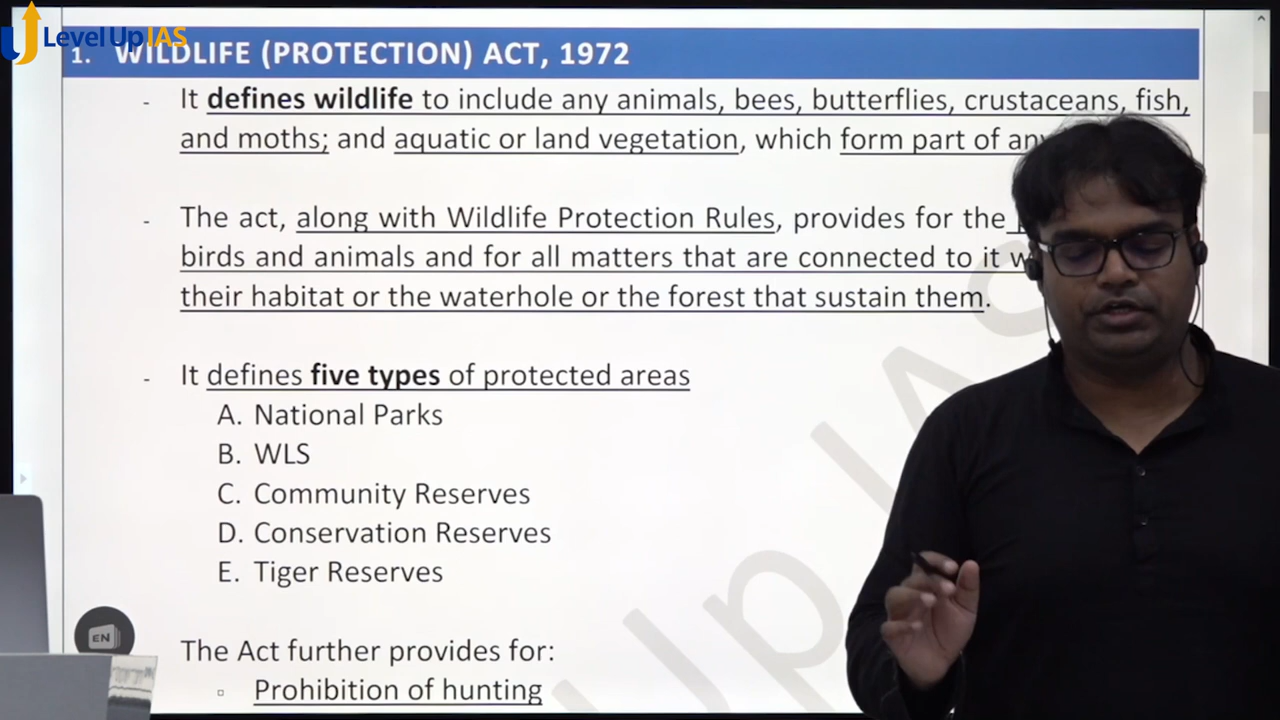 Level Up IAS
1. WILDLIFE (PROTECTION) ACT, 1972
- It defines wildlife to include any animals, bees, butterflies, crustaceans, fish,
and moths; and aquatic or land vegetation, which form part of any
- The act, along with Wildlife Protection Rules, provides for the
birds and animals and for all matters that are connected to it
their habitat or the waterhole or the forest that sustain them.
- It defines five types of protected areas
A. National Parks
B. WLS
C. Community Reserves
D. Conservation Reserves
E. Tiger Reserves
EN
The Act further provides for:
▫ Prohibition of hunting
Up IAS